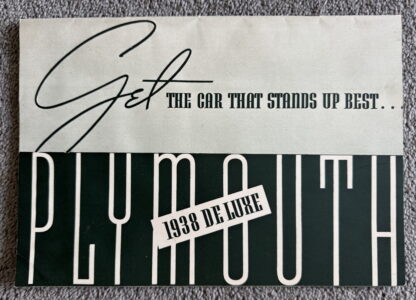 Get THE CAR THAT STANDS UP BEST..
PLYMOUTH
1938 DE LUXE